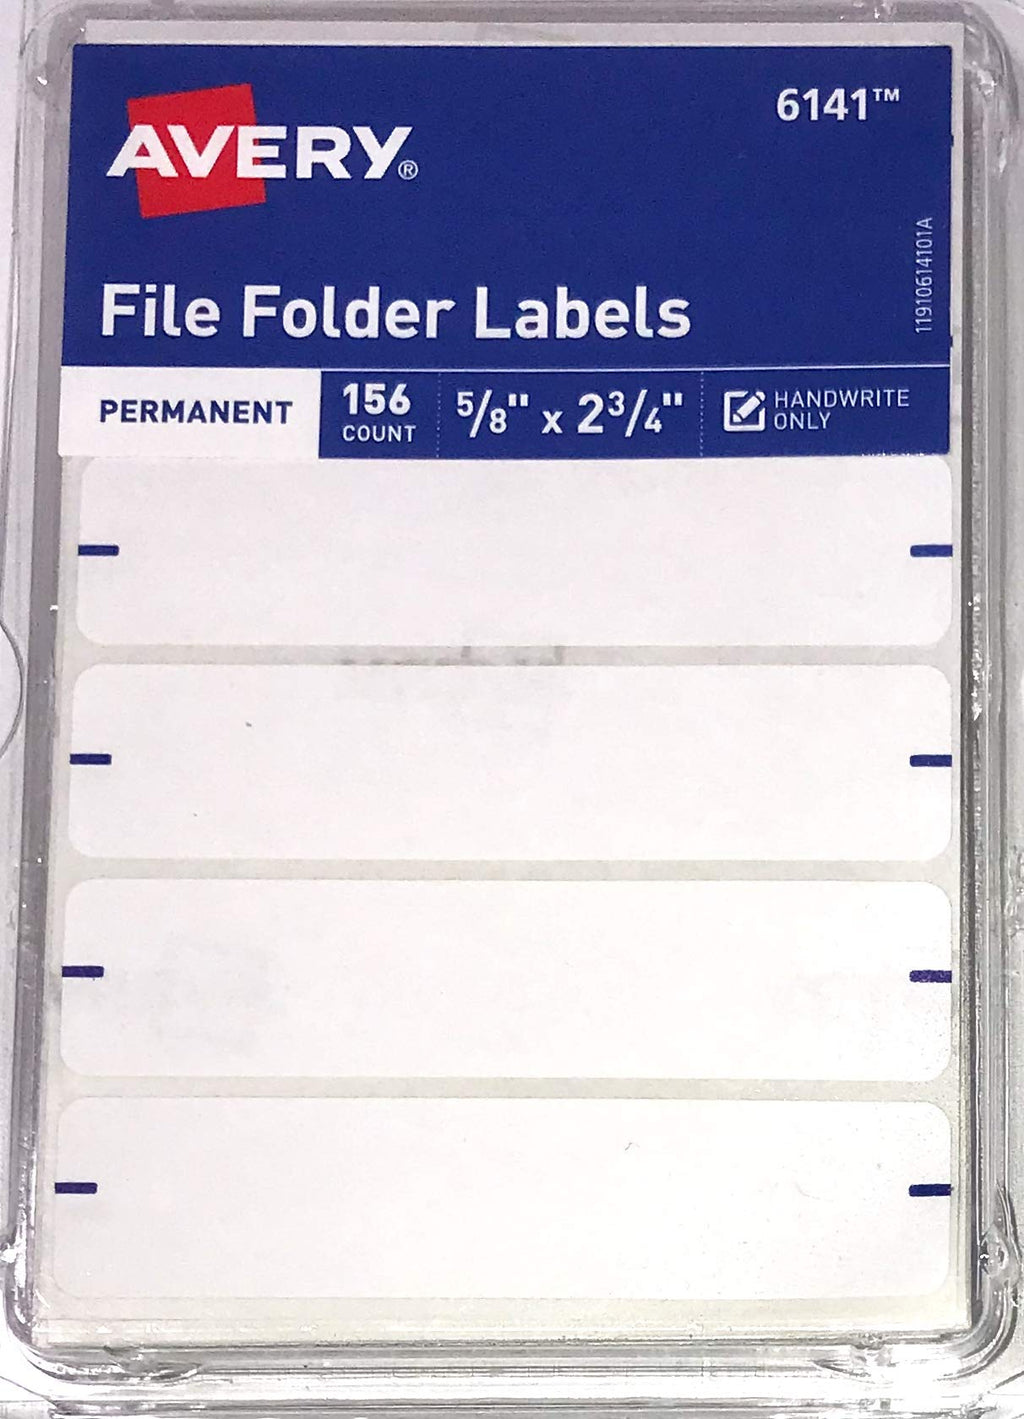 AVERY®
6141™
11910614101A
File Folder Labels
PERMANENT
156
COUNT
5/8" x 2 3/4"
HANDWRITE
ONLY